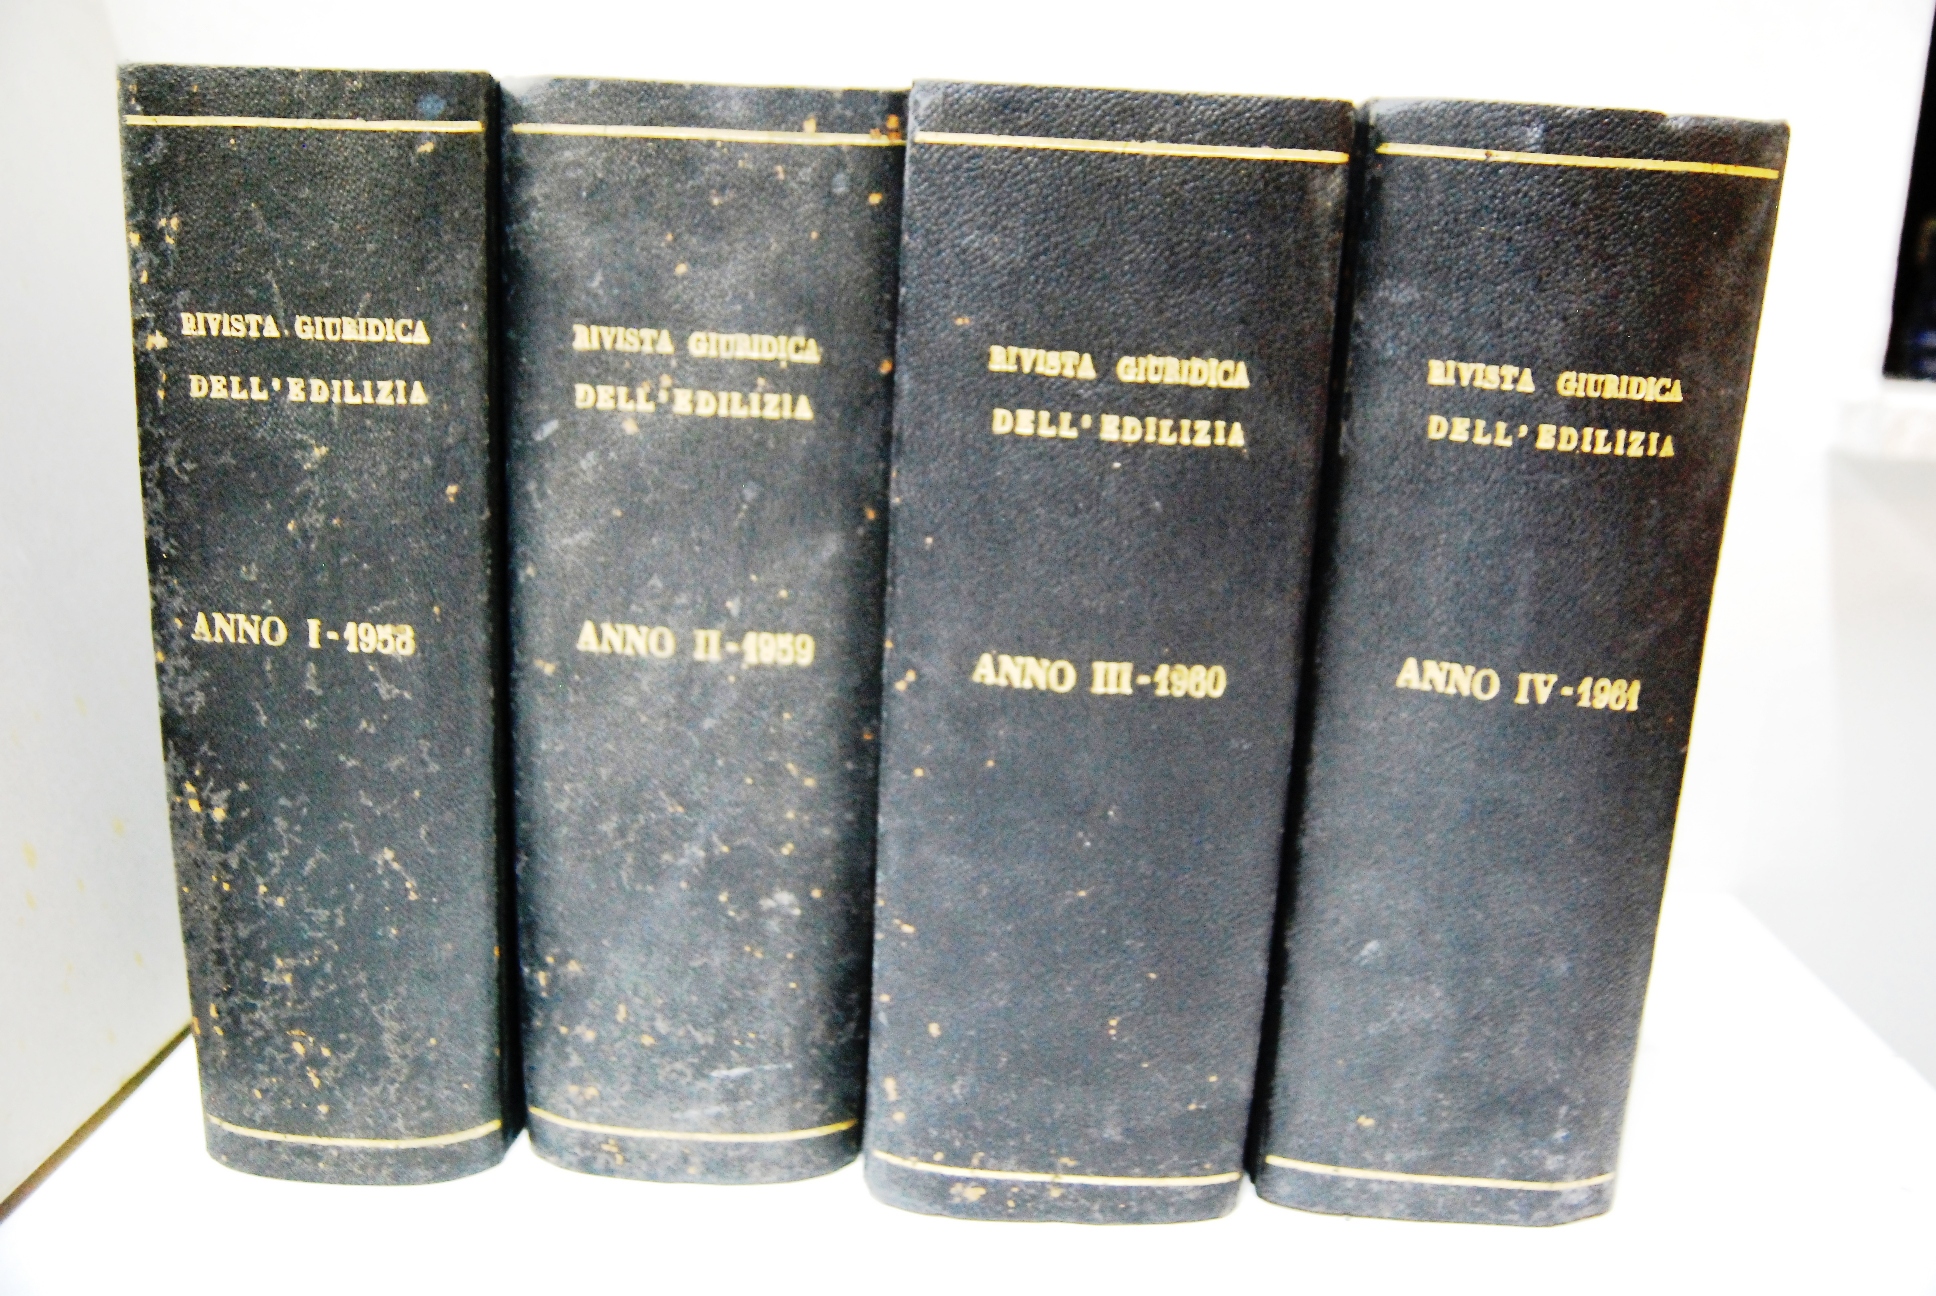 RIVISTA GIURIDICA
DELL'EDILIZIA
ANNO I-1958
RIVISTA GIURIDICA
DELL'EDILIZIA
ANNO II-1959
RIVISTA GIURIDICA
DELL'EDILIZIA
ANNO III-1960
RIVISTA GIURIDICA
DELL'EDILIZIA
ANNO IV-1961